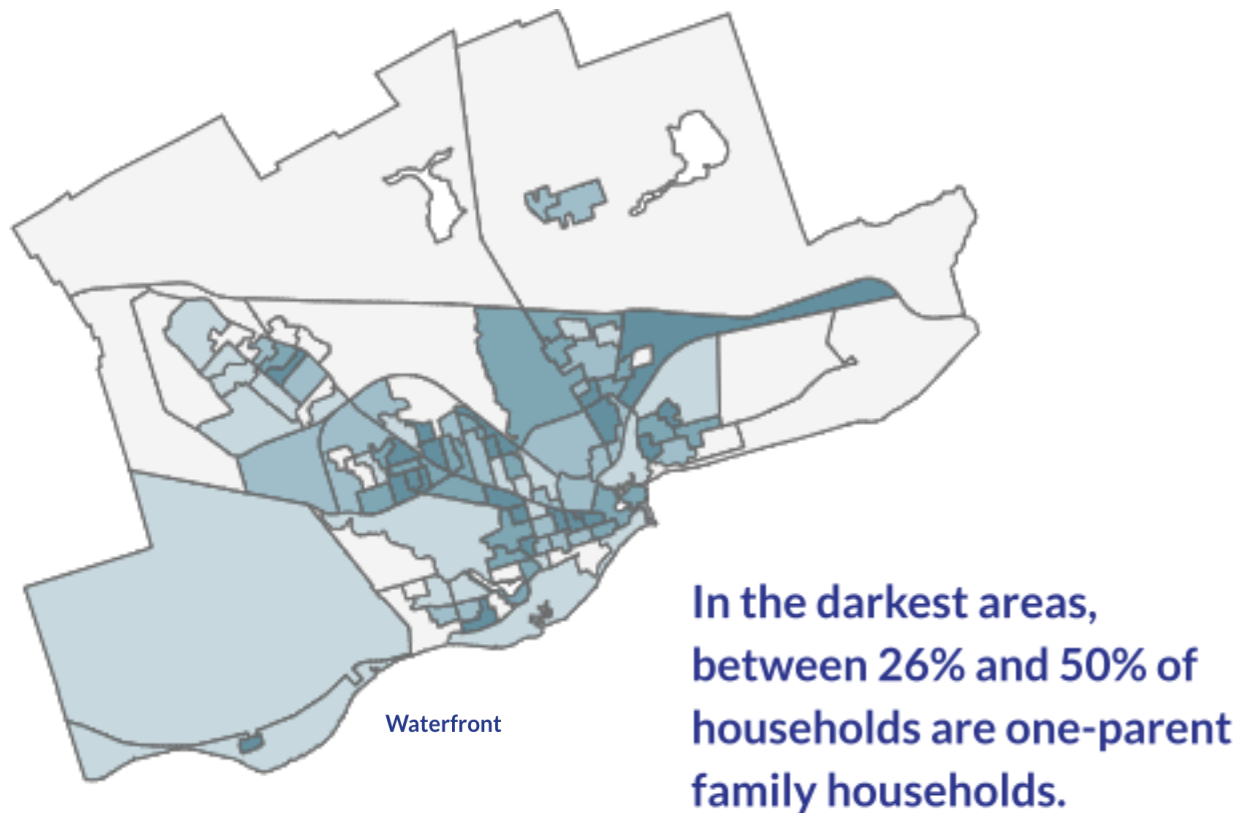 Waterfront
In the darkest areas,
between 26% and 50% of
households are one-parent
family households.